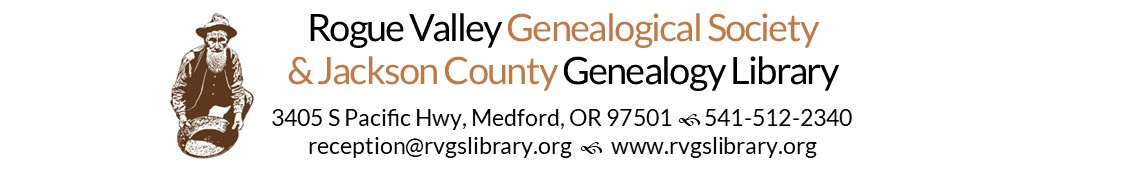 Rogue Valley Genealogical Society
& Jackson County Genealogy Library
3405 S Pacific Hwy, Medford, OR 97501 541-512-2340
reception@rvgslibrary.org www.rvgslibrary.org